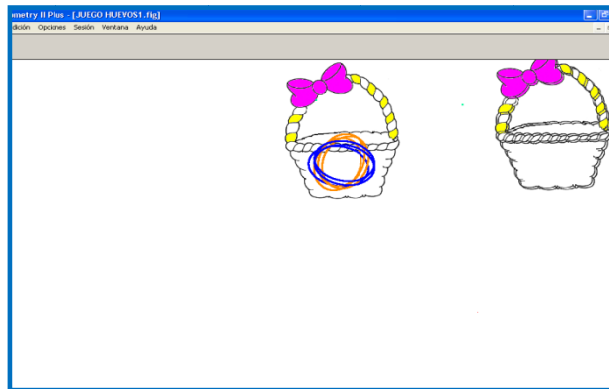 ometry II Plus - [JUEGO HUEVOS1.fig]
dición Opciones Sesión Ventana Ayuda